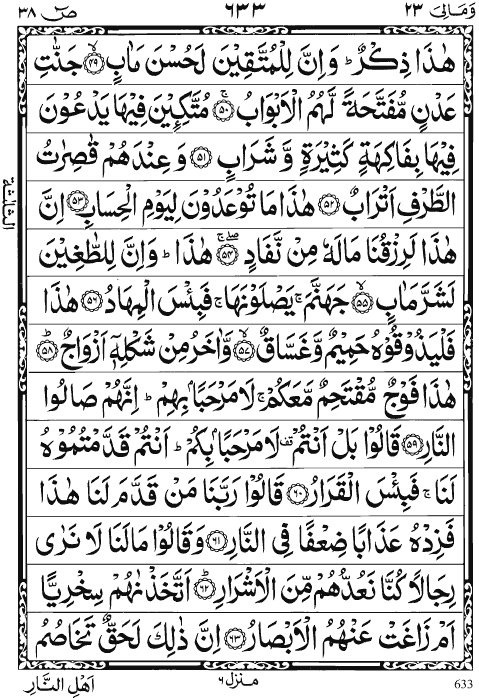 وَمَالِیَ ٢٣ ٦٣٣ صٓ ٣٨
هٰذَا ذِكْرٌ ؕ وَاِنَّ لِلْمُتَّقِيْنَ لَحُسْنَ مَاٰبٍ ۙ‏﴿٤٩﴾ جَنّٰتِ
عَدْنٍ مُّفَتَّحَةً لَّهُمُ الْاَبْوَابُ ۚ‏﴿٥٠﴾ مُتَّكِـِٕيْنَ فِيْهَا يَدْعُوْنَ
فِيْهَا بِفَاكِهَةٍ كَثِيْرَةٍ وَّ شَرَابٍ ﴿٥١﴾ وَ عِنْدَهُمْ قٰصِرٰتُ
الطَّرْفِ اَتْرَابٌ ﴿٥٢﴾ هٰذَا مَا تُوْعَدُوْنَ لِيَوْمِ الْحِسَابِ ﴿٥٣﴾ اِنَّ
هٰذَا لَرِزْقُنَا مَا لَهٗ مِنْ نَّفَادٍ ۚۖ‏﴿٥٤﴾ هٰذَا ؕ وَاِنَّ لِلطّٰغِيْنَ
لَشَرَّ مَاٰبٍ ۙ‏﴿٥٥﴾ جَهَنَّمَ ۚ يَصْلَوْنَهَا ۚ فَبِئْسَ الْمِهَادُ ﴿٥٦﴾ هٰذَا
فَلْيَذُوْقُوْهُ حَمِيْمٌ وَّغَسَّاقٌ ۙ‏﴿٥٧﴾ وَّاٰخَرُ مِنْ شَكْلِهٖۤ اَزْوَاجٌ ؕ‏﴿٥٨﴾
هٰذَا فَوْجٌ مُّقْتَحِمٌ مَّعَكُمْ ۚ لَا مَرْحَبًاۢ بِهِمْ ؕ اِنَّهُمْ صَالُوا
النَّارِ ﴿٥٩﴾ قَالُوْا بَلْ اَنْتُمْ قف لَا مَرْحَبًاۢ بِكُمْ ؕ اَنْتُمْ قَدَّمْتُمُوْهُ
لَنَا ۚ فَبِئْسَ الْقَرَارُ ﴿٦٠﴾ قَالُوْا رَبَّنَا مَنْ قَدَّمَ لَنَا هٰذَا
فَزِدْهُ عَذَابًا ضِعْفًا فِى النَّارِ ﴿٦١﴾ وَقَالُوْا مَا لَنَا لَا نَرٰى
رِجَالًا كُنَّا نَعُدُّهُمْ مِّنَ الْاَشْرَارِ ؕ‏﴿٦٢﴾ اَتَّخَذْنٰهُمْ سِخْرِيًّا
اَمْ زَاغَتْ عَنْهُمُ الْاَبْصَارُ ﴿٦٣﴾ اِنَّ ذٰلِكَ لَحَقٌّ تَخَاصُمُ
الثلٰثة
اَهْلِ النَّارِ
منزل ٦
633